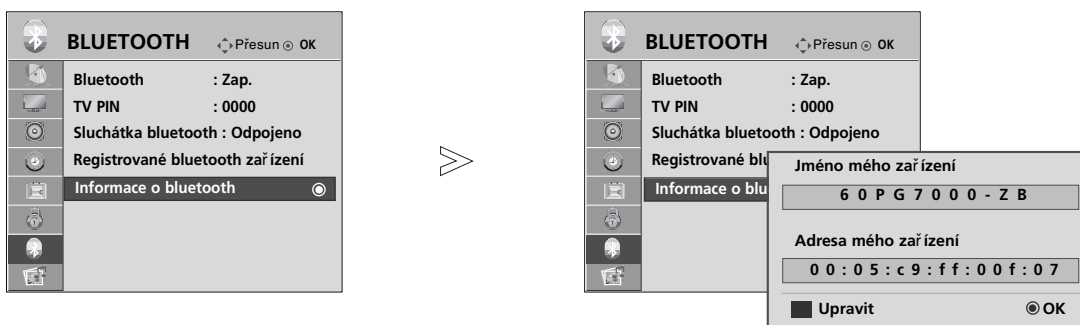 BLUETOOTH Přesun OK
Bluetooth : Zap.
TV PIN : 0000
Sluchátka bluetooth : Odpojeno
Registrované bluetooth zařízení
Informace o bluetooth
BLUETOOTH Přesun OK
Bluetooth : Zap.
TV PIN : 0000
Sluchátka bluetooth : Odpojeno
Registrované blu
Informace o blu
Jméno mého zařízení
60PG7000-ZB
Adresa mého zařízení
00:05:c9:ff:00f:07
Upravit OK